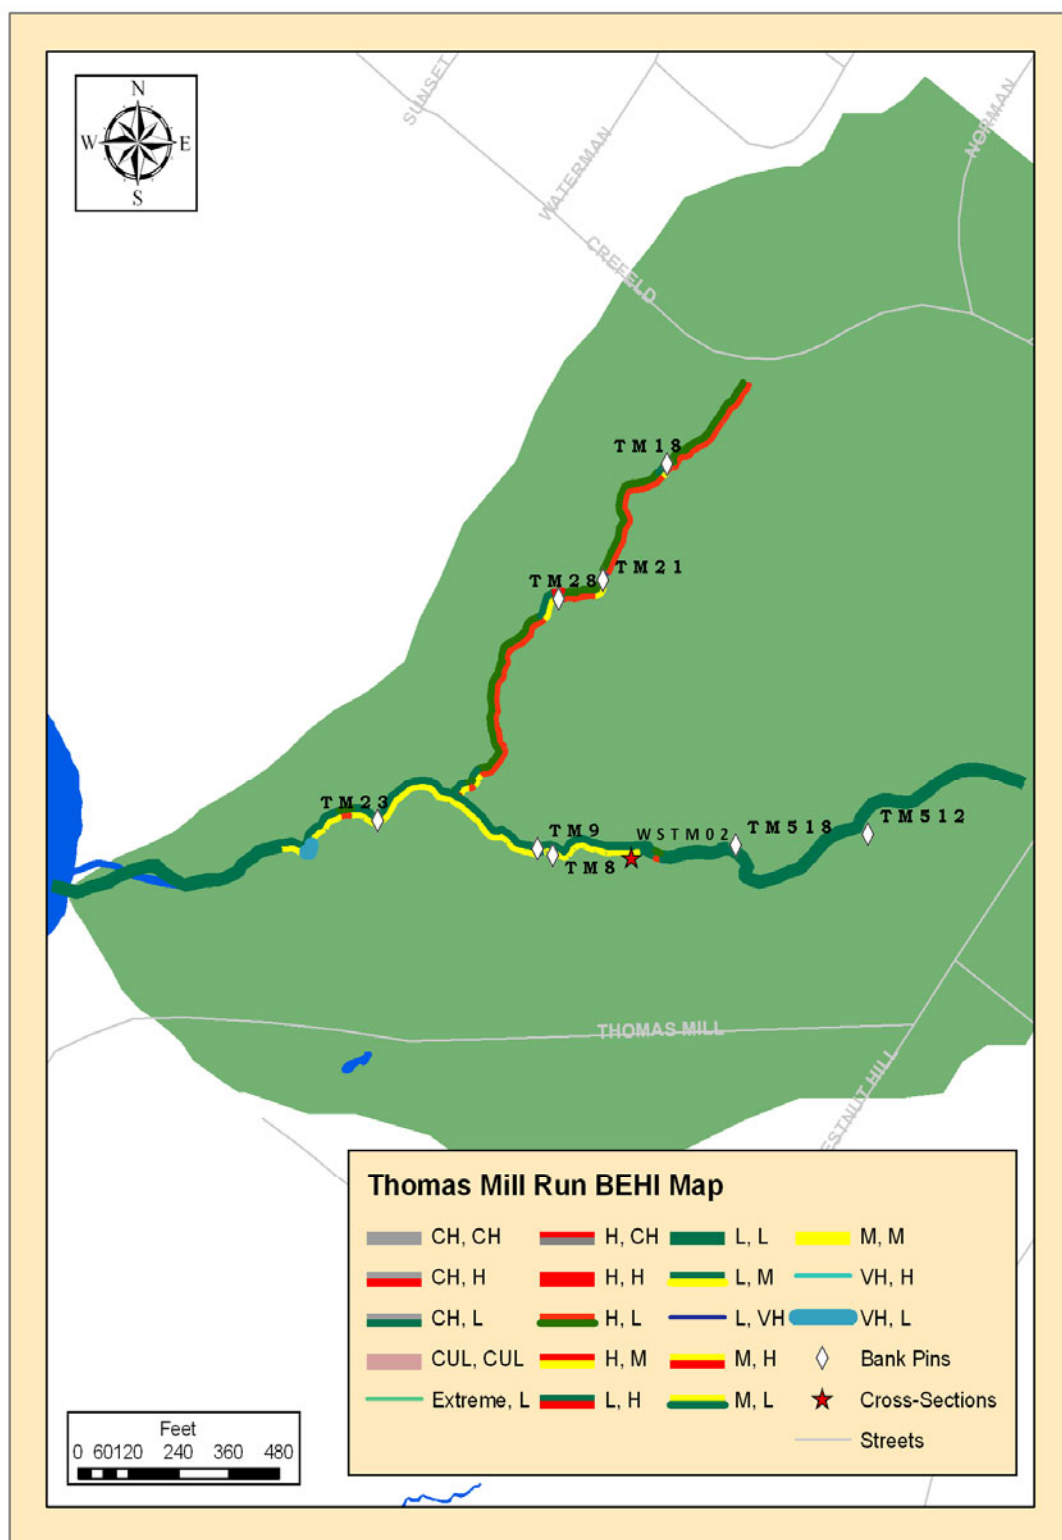 N
W E
S
SUNSET
WATERMAN
NORMAN
CREFELD
TM18
TM21
TM28
TM23
TM9
TM8
WSTM02
TM518
TM512
THOMAS MILL
ESTNUT HILL
Thomas Mill Run BEHI Map
CH, CH
H, CH
L, L
M, M
CH, H
H, H
L, M
VH, H
CH, L
H, L
L, VH
VH, L
CUL, CUL
H, M
M, H
Bank Pins
Extreme, L
L, H
M, L
Cross-Sections
Streets
Feet
0 60120 240 360 480